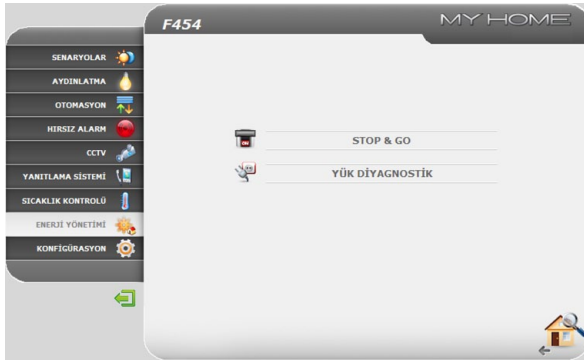 F454
MY HOME
SENARYOLAR
AYDINLATMA
OTOMASYON
HIRSIZ ALARM
CCTV
YANITLAMA SİSTEMİ
SICAKLIK KONTROLÜ
ENERJİ YÖNETİMİ
KONFİGÜRASYON
STOP & GO
YÜK DİYAGNOSTİK